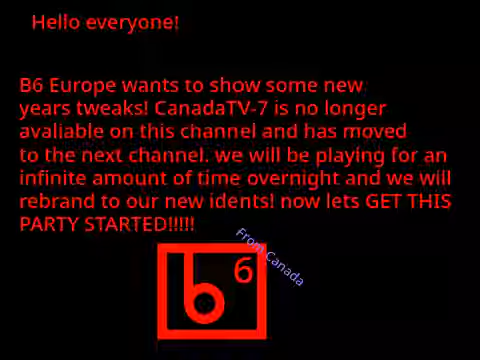 Hello everyone!
B6 Europe wants to show some new
years tweaks! CanadaTV-7 is no longer
avaliable on this channel and has moved
to the next channel. we will be playing for an
infinite amount of time overnight and we will
rebrand to our new idents! now lets GET THIS
PARTY STARTED!!!!!
From Canada
b6